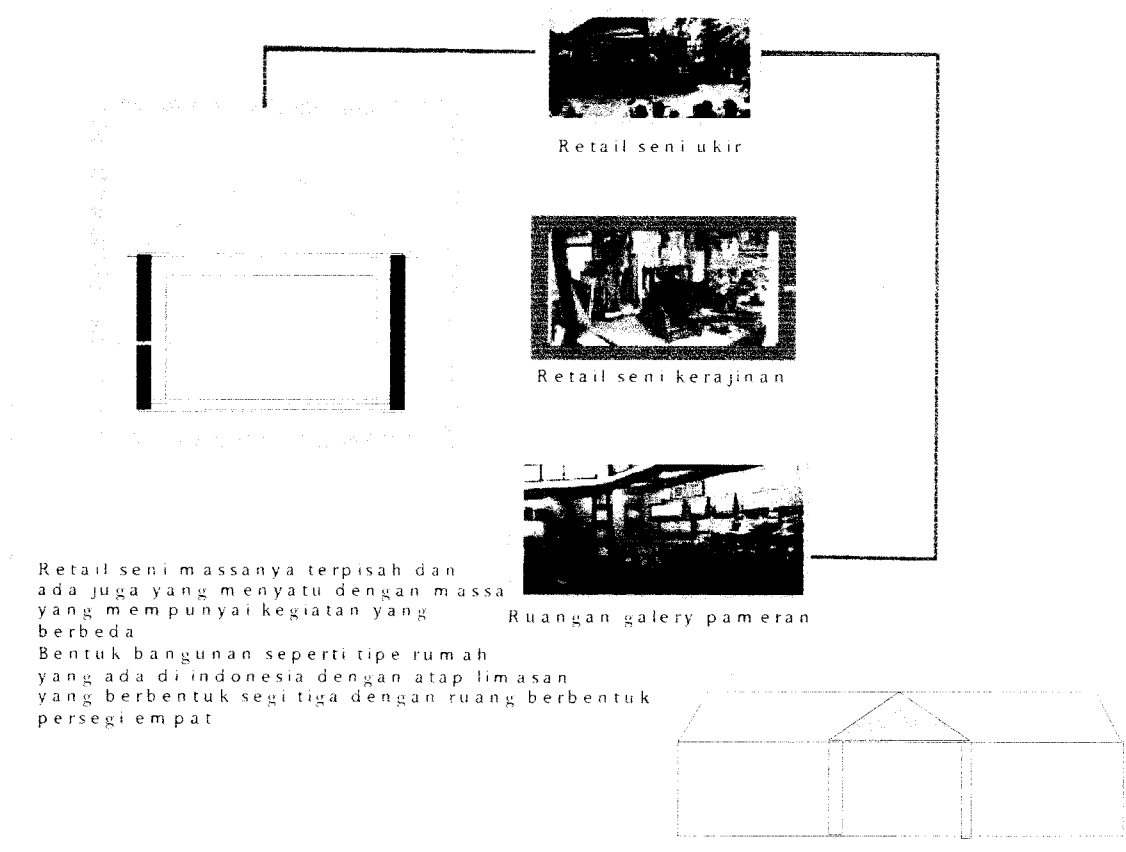 Retail seni ukir
Retail seni kerajinan
Ruangan galery pameran
Retail seni massanya terpisah dan
ada juga yang menyatu dengan massa
yang mempunyai kegiatan yang
berbeda
Bentuk bangunan seperti tipe rumah
yang ada di indonesia dengan atap limasan
yang berbentuk segi tiga dengan ruang berbentuk
persegi empat